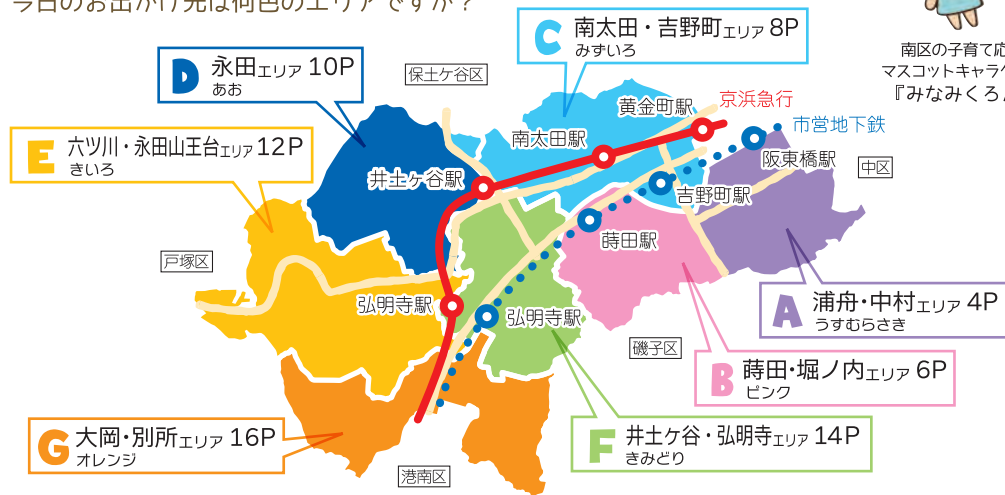 今日のお出かけ先は何色のエリアですか？
C 南太田・吉野町エリア 8P
みずいろ
D 永田エリア 10P
あお
保土ケ谷区
南区の子育て応
マスコットキャラク
『みなみくろ
E 六ツ川・永田山王台エリア 12P
きいろ
黄金町駅
京浜急行
南太田駅
市営地下鉄
阪東橋駅
中区
井土ヶ谷駅
吉野町駅
蒔田駅
戸塚区
弘明寺駅
弘明寺駅
A 浦舟・中村エリア 4P
うすむらさき
磯子区
B 蒔田・堀ノ内エリア 6P
ピンク
G 大岡・別所エリア 16P
オレンジ
F 井土ケ谷・弘明寺エリア 14P
きみどり
港南区